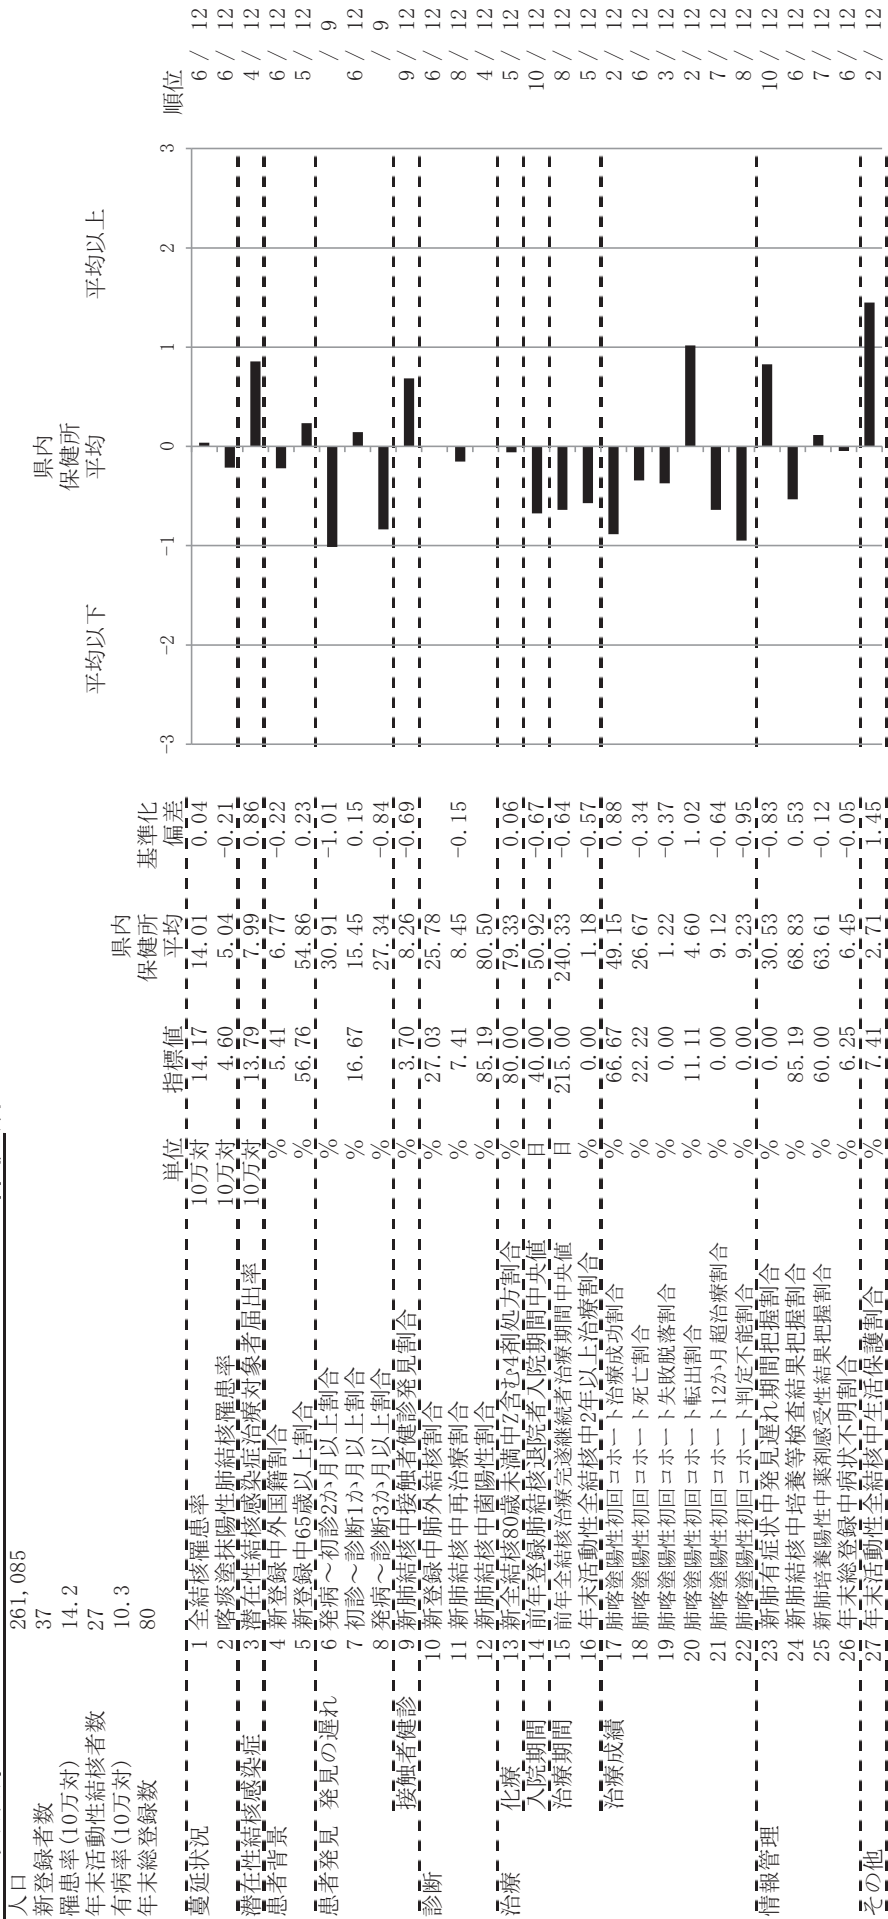 人口 261,085
新登録者数 37
罹患率(10万対) 14.2
年末活動性結核者数 27
有病率(10万対) 10.3
年末総登録数 80
単位 指標値 県内保健所平均 基準化偏差 平均以下 県内保健所平均 平均以上 順位
-3 -2 -1 0 1 2 3
蔓延状況 1 全結核罹患率 10万対 14.17 14.01 0.04 6 / 12
2 喀痰塗抹陽性肺結核罹患率 10万対 4.60 5.04 -0.21 6 / 12
潜在性結核感染症 3 潜在性結核感染症治療対象者届出率 10万対 13.79 7.99 0.86 4 / 12
患者背景 4 新登録中外国籍割合 % 5.41 6.77 -0.22 6 / 12
5 新登録中65歳以上割合 % 56.76 54.86 0.23 5 / 12
患者発見 発見の遅れ 6 発病~初診2か月以上割合 % 30.91 -1.01 / 9
7 初診~診断1か月以上割合 % 16.67 15.45 0.15 6 / 12
8 発病~診断3か月以上割合 % 27.34 -0.84 / 9
接触者健診 9 新肺結核中接触者健診発見割合 % 3.70 8.26 -0.69 9 / 12
診断 10 新登録中肺外結核割合 % 27.03 25.78 6 / 12
11 新肺結核中再治療割合 % 7.41 8.45 -0.15 8 / 12
12 新肺結核中菌陽性割合 % 85.19 80.50 4 / 12
治療 化療 13 新全結核80歳未満中Z含む4剤処方割合 % 80.00 79.33 0.06 5 / 12
入院期間 14 前年登録肺結核退院者入院期間中央値 日 40.00 50.92 -0.67 10 / 12
治療期間 15 前年全結核治療完遂継続者治療期間中央値 日 215.00 240.33 -0.64 8 / 12
16 年末活動性全結核中2年以上治療割合 % 0.00 1.18 -0.57 5 / 12
治療成績 17 肺喀塗陽性初回コホート治療成功割合 % 66.67 49.15 0.88 2 / 12
18 肺喀塗陽性初回コホート死亡割合 % 22.22 26.67 -0.34 6 / 12
19 肺喀塗陽性初回コホート失敗脱落割合 % 0.00 1.22 -0.37 3 / 12
20 肺喀塗陽性初回コホート転出割合 % 11.11 4.60 1.02 2 / 12
21 肺喀塗陽性初回コホート12か月超治療割合 % 0.00 9.12 -0.64 7 / 12
22 肺喀塗陽性初回コホート判定不能割合 % 0.00 9.23 -0.95 8 / 12
情報管理 23 新肺有症状中発見遅れ期間把握割合 % 0.00 30.53 -0.83 10 / 12
24 新肺結核中培養等検査結果把握割合 % 85.19 68.83 0.53 6 / 12
25 新肺培養陽性中薬剤感受性結果把握割合 % 60.00 63.61 -0.12 7 / 12
26 年末総登録中病状不明割合 % 6.25 6.45 -0.05 6 / 12
その他 27 年末活動性全結核中生活保護割合 % 7.41 2.71 1.45 2 / 12